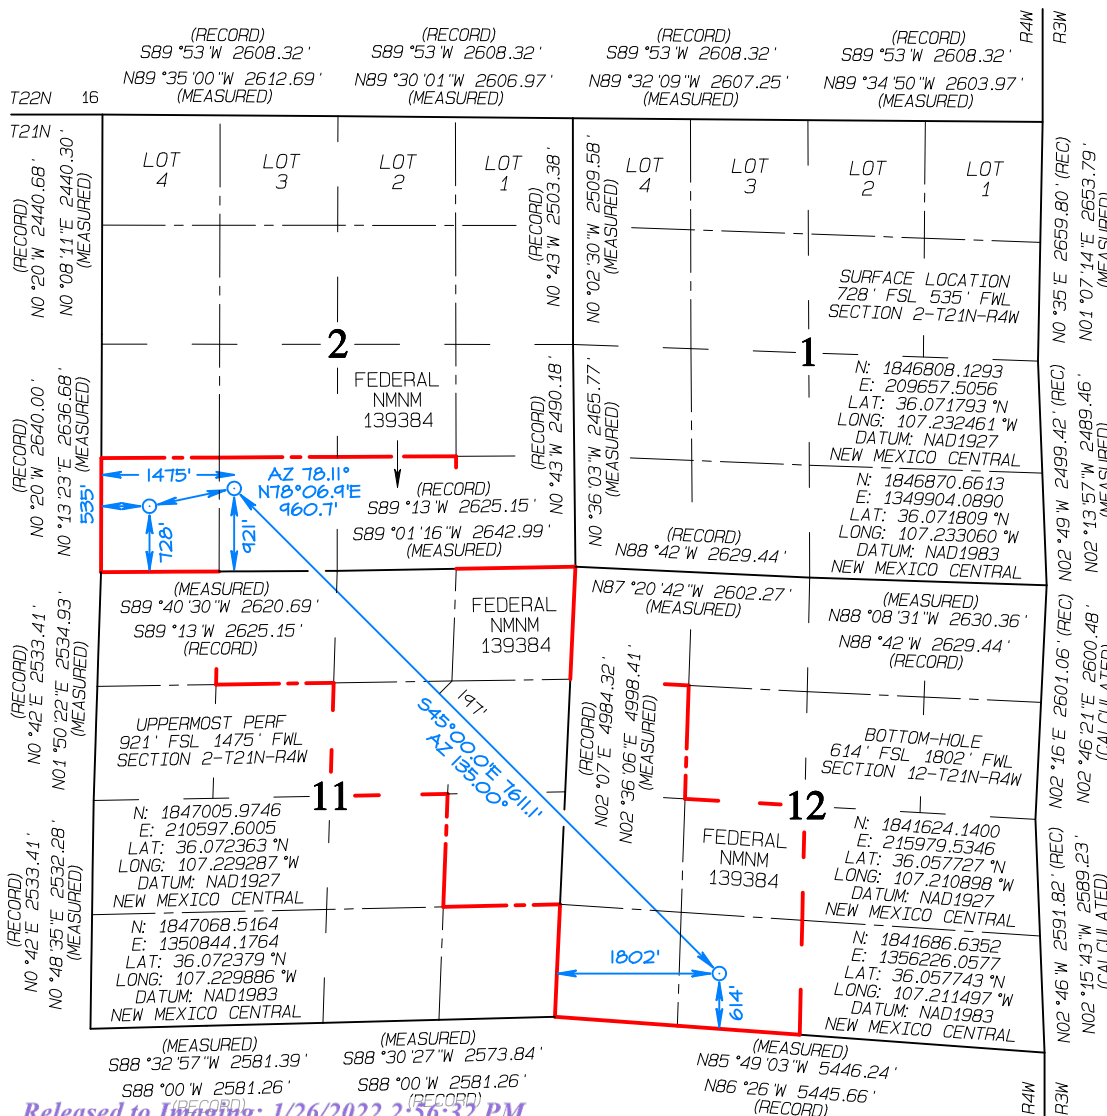 (RECORD)
S89°53'W 2608.32'
N89°35'00"W 2612.69'
(MEASURED)
(RECORD)
S89°53'W 2608.32'
N89°30'01"W 2606.97'
(MEASURED)
(RECORD)
S89°53'W 2608.32'
N89°32'09"W 2607.25'
(MEASURED)
(RECORD)
S89°53'W 2608.32'
N89°34'50"W 2603.97'
(MEASURED)
R4W
R3W
T22N 16
T21N
(RECORD)
N0°20'W 2440.68'
N0°08'11"E 2440.30'
(MEASURED)
LOT
4
LOT
3
LOT
2
LOT
1
(RECORD)
N0°43'W 2503.38'
N0°02'30"W 2509.58'
(MEASURED)
LOT
4
LOT
3
LOT
2
LOT
1
N0°35'E 2659.80' (REC)
N01°07'14"E 2653.79'
(MEASURED)
SURFACE LOCATION
728' FSL 535' FWL
SECTION 2-T21N-R4W
2
1
N: 1846808.1293
E: 209657.5056
LAT: 36.071793°N
LONG: 107.232461°W
DATUM: NAD1927
NEW MEXICO CENTRAL
FEDERAL
NMNM
139384
(RECORD)
N0°20'W 2640.00'
N0°13'23"E 2636.68'
(MEASURED)
(RECORD)
N0°43'W 2490.18'
N0°36'03"W 2465.77'
(MEASURED)
N02°49'W 2499.42' (REC)
N02°13'57"W 2489.46'
(MEASURED)
1475'
AZ 78.11°
N78°06.9'E
960.7'
535'
728'
921'
(RECORD)
S89°13'W 2625.15'
S89°01'16"W 2642.99'
(MEASURED)
(RECORD)
N88°42'W 2629.44'
N: 1846870.6613
E: 1349904.0890
LAT: 36.071809°N
LONG: 107.233060°W
DATUM: NAD1983
NEW MEXICO CENTRAL
(MEASURED)
S89°40'30"W 2620.69'
S89°13'W 2625.15'
(RECORD)
FEDERAL
NMNM
139384
N87°20'42"W 2602.27'
(MEASURED)
(MEASURED)
N88°08'31"W 2630.36'
N88°42'W 2629.44'
(RECORD)
(RECORD)
N0°42'E 2533.41'
N01°50'22"E 2534.93'
(MEASURED)
UPPERMOST PERF
921' FSL 1475' FWL
SECTION 2-T21N-R4W
197'
S45°00.0'E 7611.1'
AZ 135.00°
(RECORD)
N02°07'E 4984.32'
N02°36'06"E 4998.41'
(MEASURED)
BOTTOM-HOLE
614' FSL 1802' FWL
SECTION 12-T21N-R4W
N02°16'E 2601.06' (REC)
N02°46'21"E 2600.48'
(CALCULATED)
11
12
N: 1847005.9746
E: 210597.6005
LAT: 36.072363°N
LONG: 107.229287°W
DATUM: NAD1927
NEW MEXICO CENTRAL
FEDERAL
NMNM
139384
N: 1841624.1400
E: 215979.5346
LAT: 36.057727°N
LONG: 107.210898°W
DATUM: NAD1927
NEW MEXICO CENTRAL
(RECORD)
N0°42'E 2533.41'
N0°48'35"E 2532.28'
(MEASURED)
N: 1847068.5164
E: 1350844.1764
LAT: 36.072379°N
LONG: 107.229886°W
DATUM: NAD1983
NEW MEXICO CENTRAL
1802'
614'
N: 1841686.6352
E: 1356226.0577
LAT: 36.057743°N
LONG: 107.211497°W
DATUM: NAD1983
NEW MEXICO CENTRAL
N02°46'W 2591.82' (REC)
N02°15'43"W 2589.23'
(CALCULATED)
(MEASURED)
S88°32'57"W 2581.39'
S88°00'W 2581.26'
(RECORD)
(MEASURED)
S88°30'27"W 2573.84'
S88°00'W 2581.26'
(RECORD)
(MEASURED)
N85°49'03"W 5446.24'
N86°26'W 5445.66'
(RECORD)
R4W
R3W
Released to Imaging: 1/26/2022 2:56:32 PM